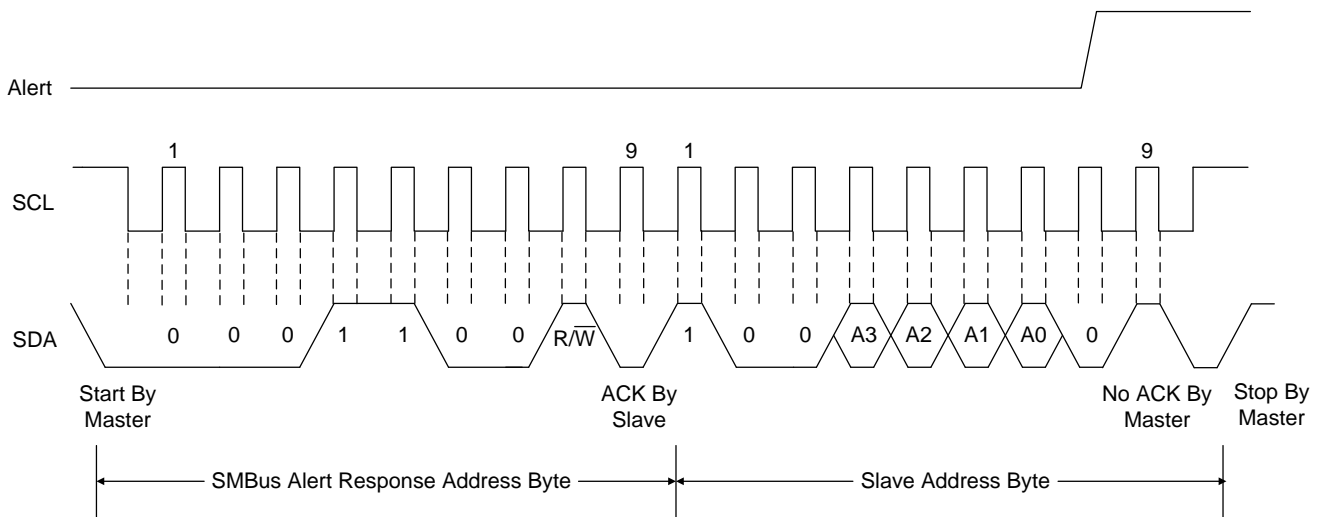 Alert
1 9 1 9
SCL
SDA
0 0 0 1 1 0 0 R/W̅ 1 0 0 A3 A2 A1 A0 0
Start By
Master
ACK By
Slave
No ACK By
Master
Stop By
Master
SMBus Alert Response Address Byte
Slave Address Byte